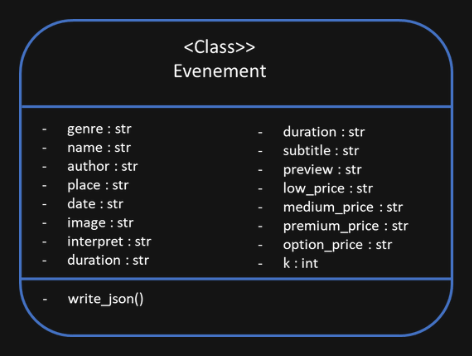 <Class>>
Evenement
- genre : str
- name : str
- author : str
- place : str
- date : str
- image : str
- interpret : str
- duration : str
- duration : str
- subtitle : str
- preview : str
- low_price : str
- medium_price : str
- premium_price : str
- option_price : str
- k : int
- write_json()